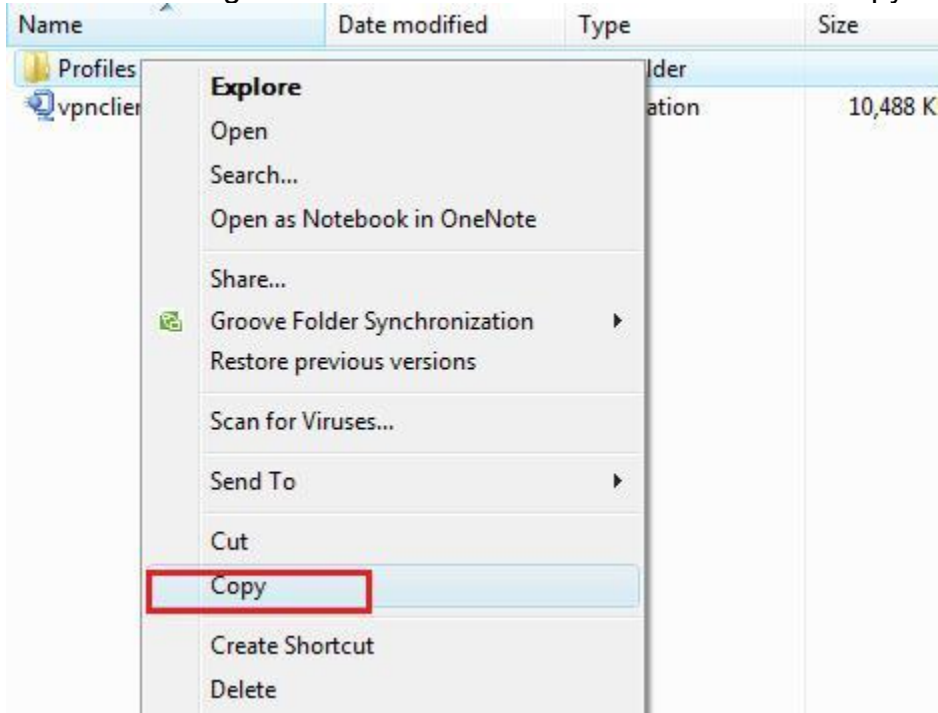 Name Date modified Type Size
Profiles lder
vpnclier ation 10,488 K
Explore
Open
Search...
Open as Notebook in OneNote
Share...
Groove Folder Synchronization
Restore previous versions
Scan for Viruses...
Send To
Cut
Copy
Create Shortcut
Delete